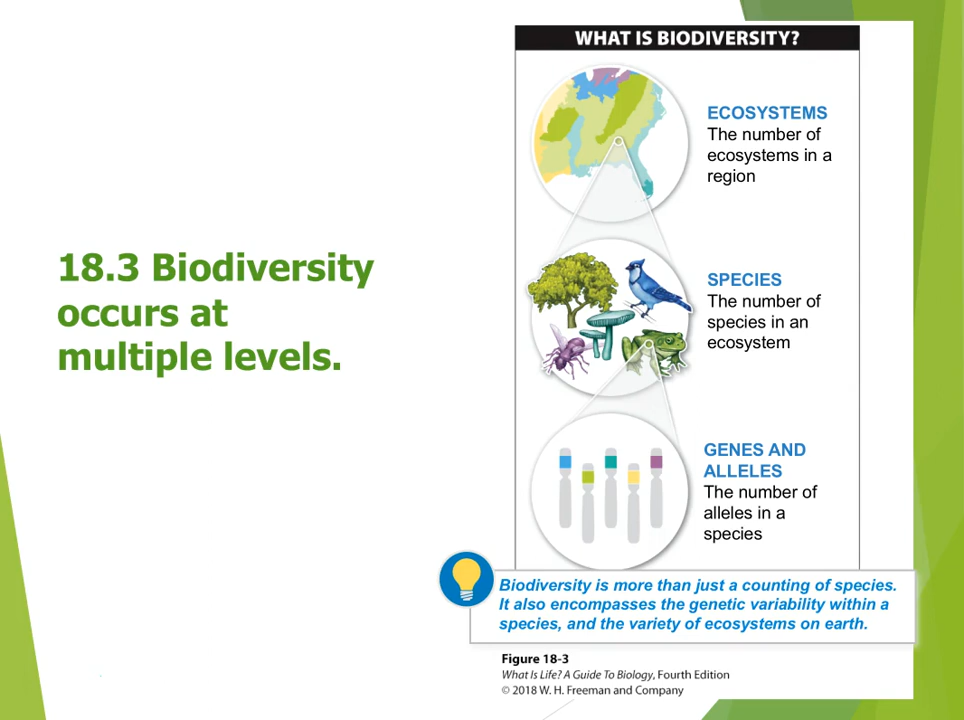 18.3 Biodiversity
occurs at
multiple levels.
WHAT IS BIODIVERSITY?
ECOSYSTEMS
The number of
ecosystems in a
region
SPECIES
The number of
species in an
ecosystem
GENES AND
ALLELES
The number of
alleles in a
species
Biodiversity is more than just a counting of species.
It also encompasses the genetic variability within a
species, and the variety of ecosystems on earth.
Figure 18-3
What Is Life? A Guide To Biology, Fourth Edition
© 2018 W. H. Freeman and Company